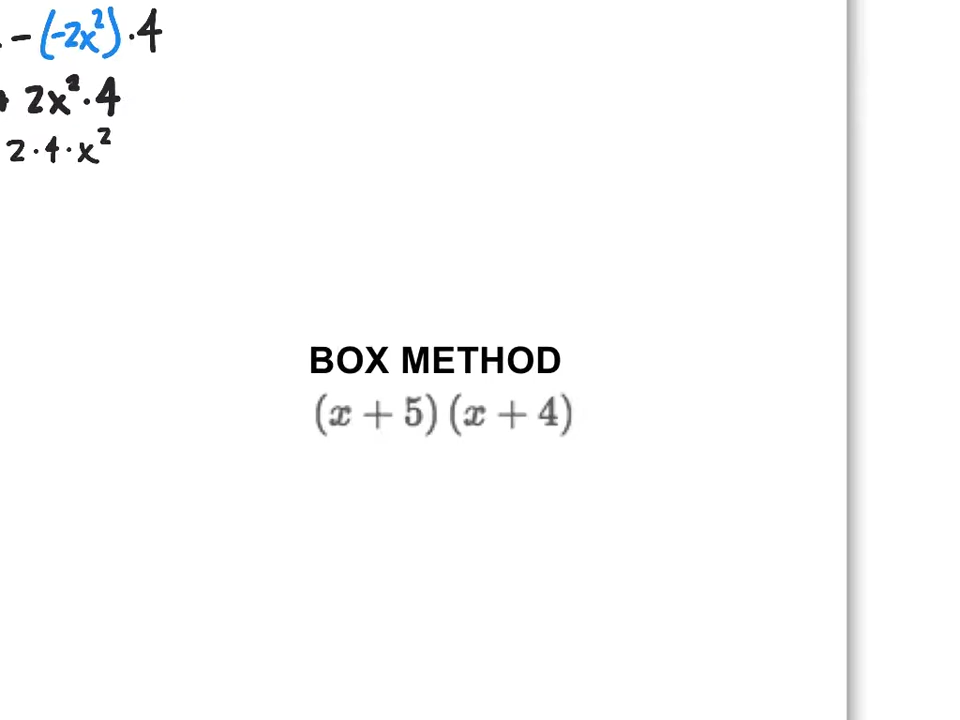 - (-2x²) · 4
+ 2x² · 4
2 · 4 · x²
BOX METHOD
(x + 5) (x + 4)